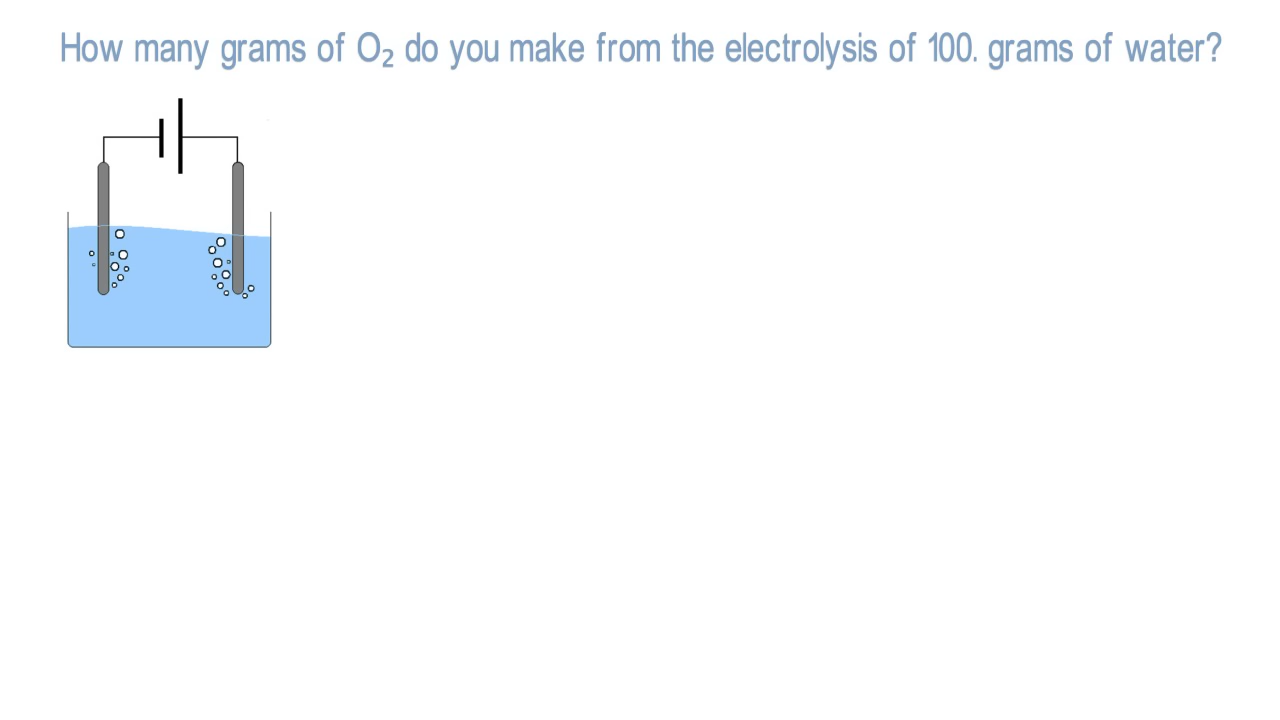 How many grams of O₂ do you make from the electrolysis of 100. grams of water?